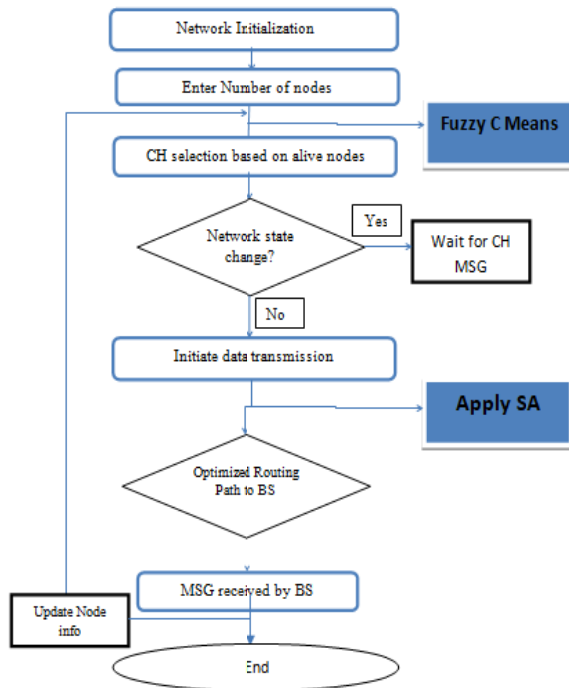 Network Initialization
Enter Number of nodes
Fuzzy C Means
CH selection based on alive nodes
Network state
change?
Yes
Wait for CH
MSG
No
Initiate data transmission
Apply SA
Optimized Routing
Path to BS
MSG received by BS
Update Node
info
End